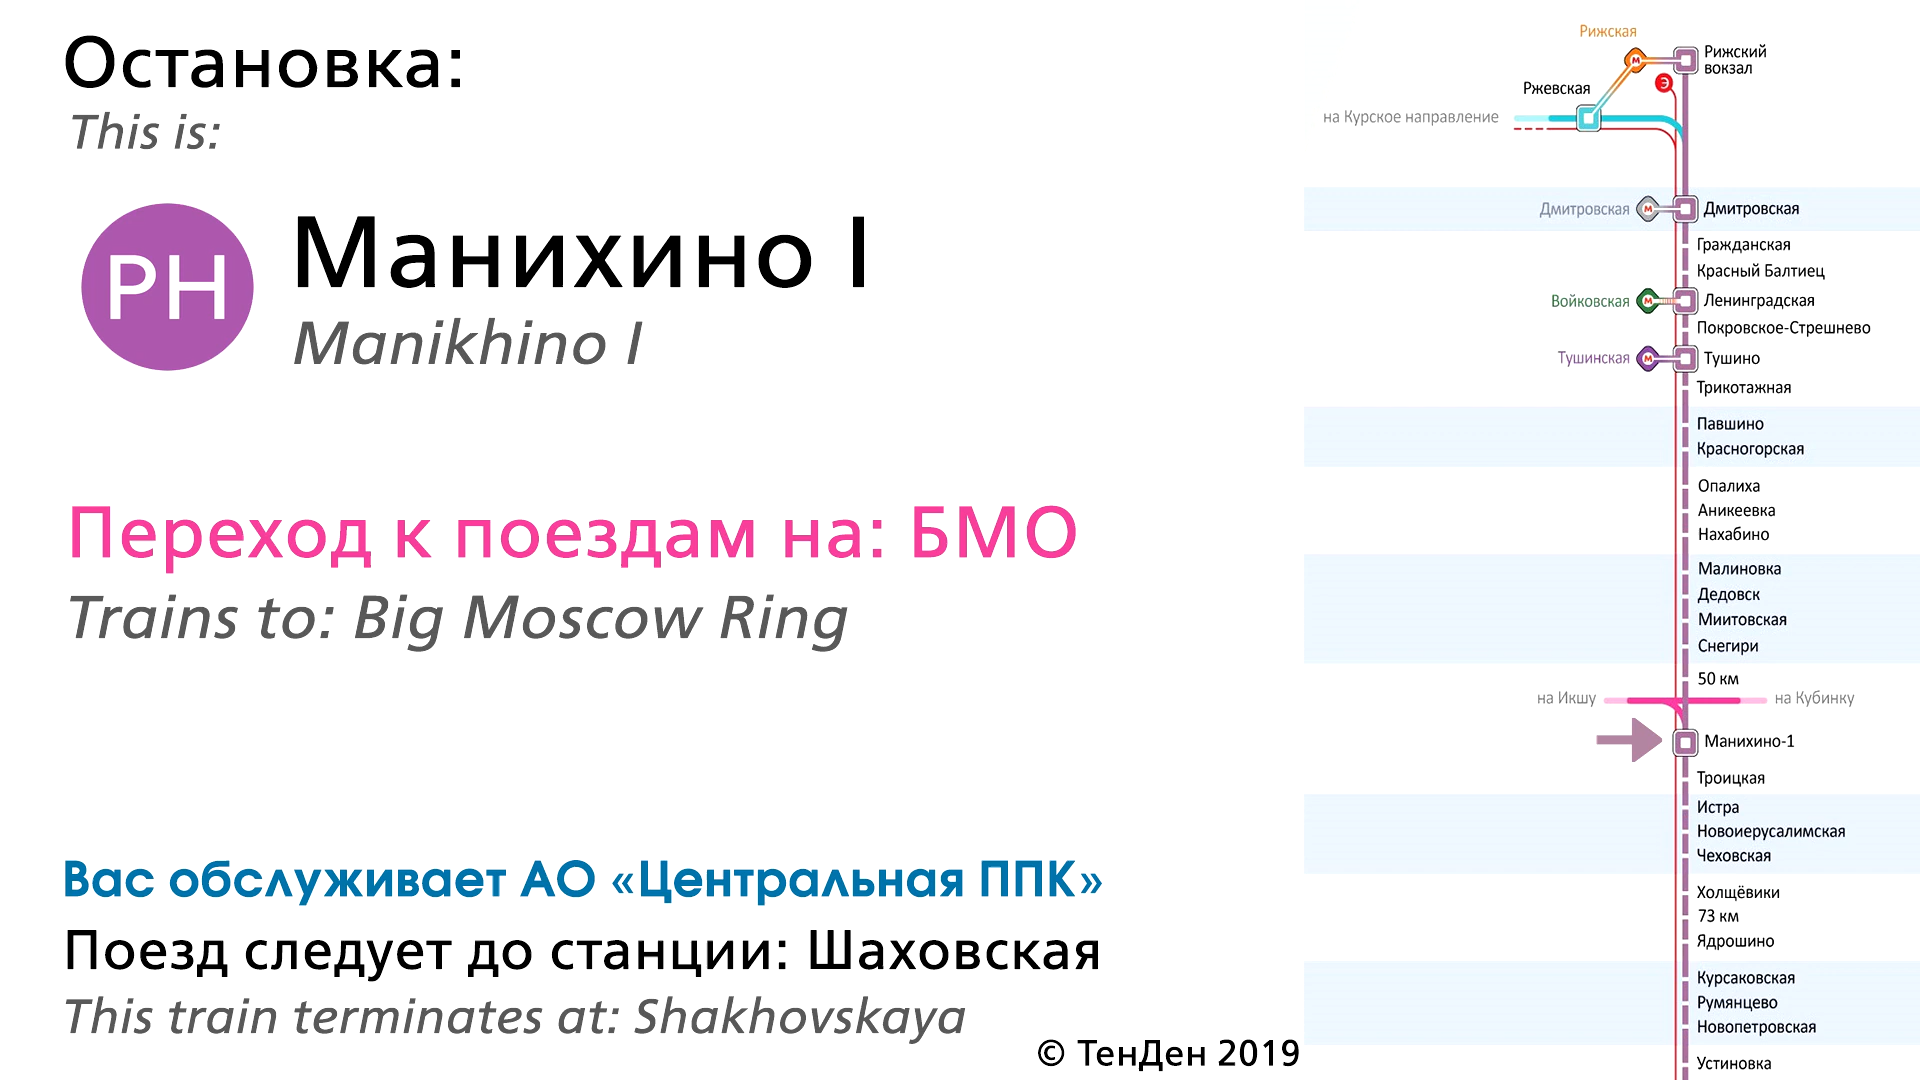 Остановка:
This is:
РН
Манихино I
Manikhino I
Переход к поездам на: БМО
Trains to: Big Moscow Ring
Вас обслуживает АО «Центральная ППК»
Поезд следует до станции: Шаховская
This train terminates at: Shakhovskaya
© ТенДен 2019
Рижская
М
Рижский
вокзал
Э
Ржевская
на Курское направление
Дмитровская М Дмитровская
Гражданская
Красный Балтиец
Войковская М Ленинградская
Покровское-Стрешнево
Тушинская М Тушино
Трикотажная
Павшино
Красногорская
Опалиха
Аникеевка
Нахабино
Малиновка
Дедовск
Миитовская
Снегири
50 км
на Икшу на Кубинку
Манихино-1
Троицкая
Истра
Новоиерусалимская
Чеховская
Холщёвики
73 км
Ядрошино
Курсаковская
Румянцево
Новопетровская
Устиновка